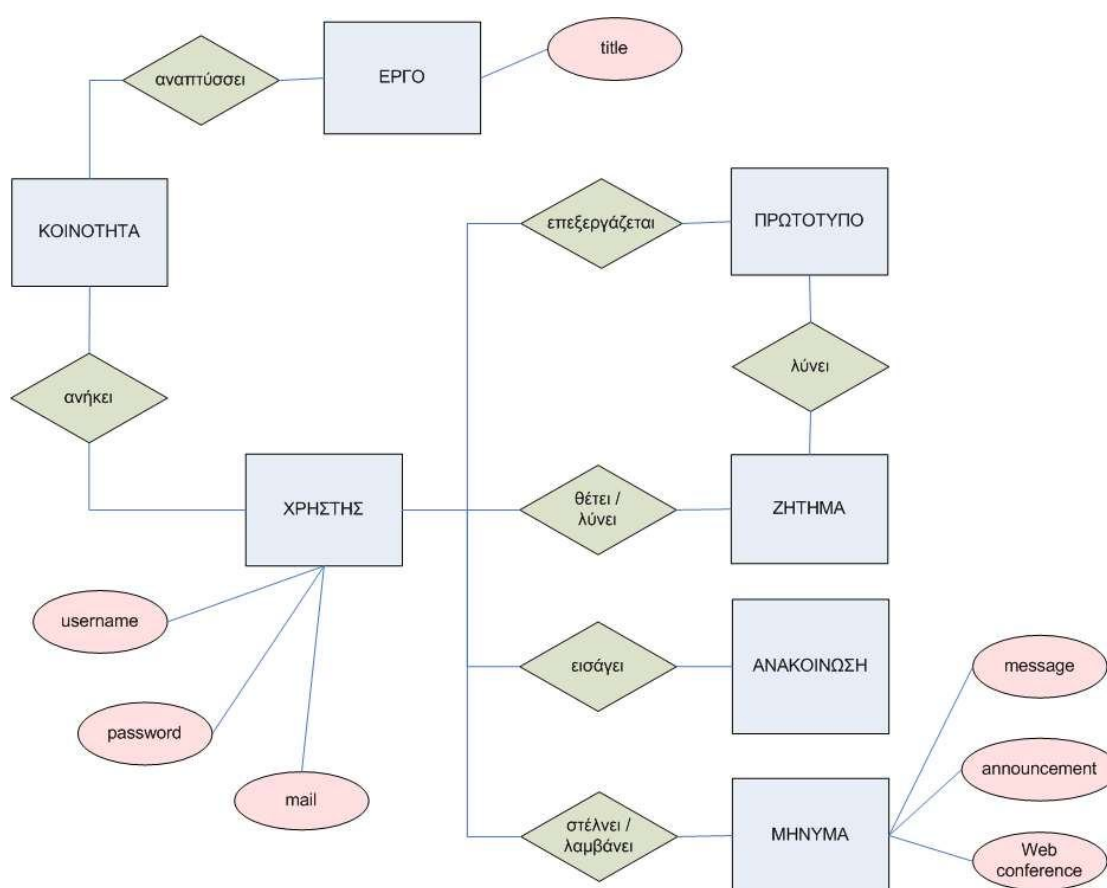 title
αναπτύσσει
ΕΡΓΟ
ΚΟΙΝΟΤΗΤΑ
επεξεργάζεται
ΠΡΩΤΟΤΥΠΟ
λύνει
ανήκει
ΧΡΗΣΤΗΣ
θέτει /
λύνει
ΖΗΤΗΜΑ
username
εισάγει
ΑΝΑΚΟΙΝΩΣΗ
message
password
announcement
mail
στέλνει /
λαμβάνει
ΜΗΝΥΜΑ
Web
conference